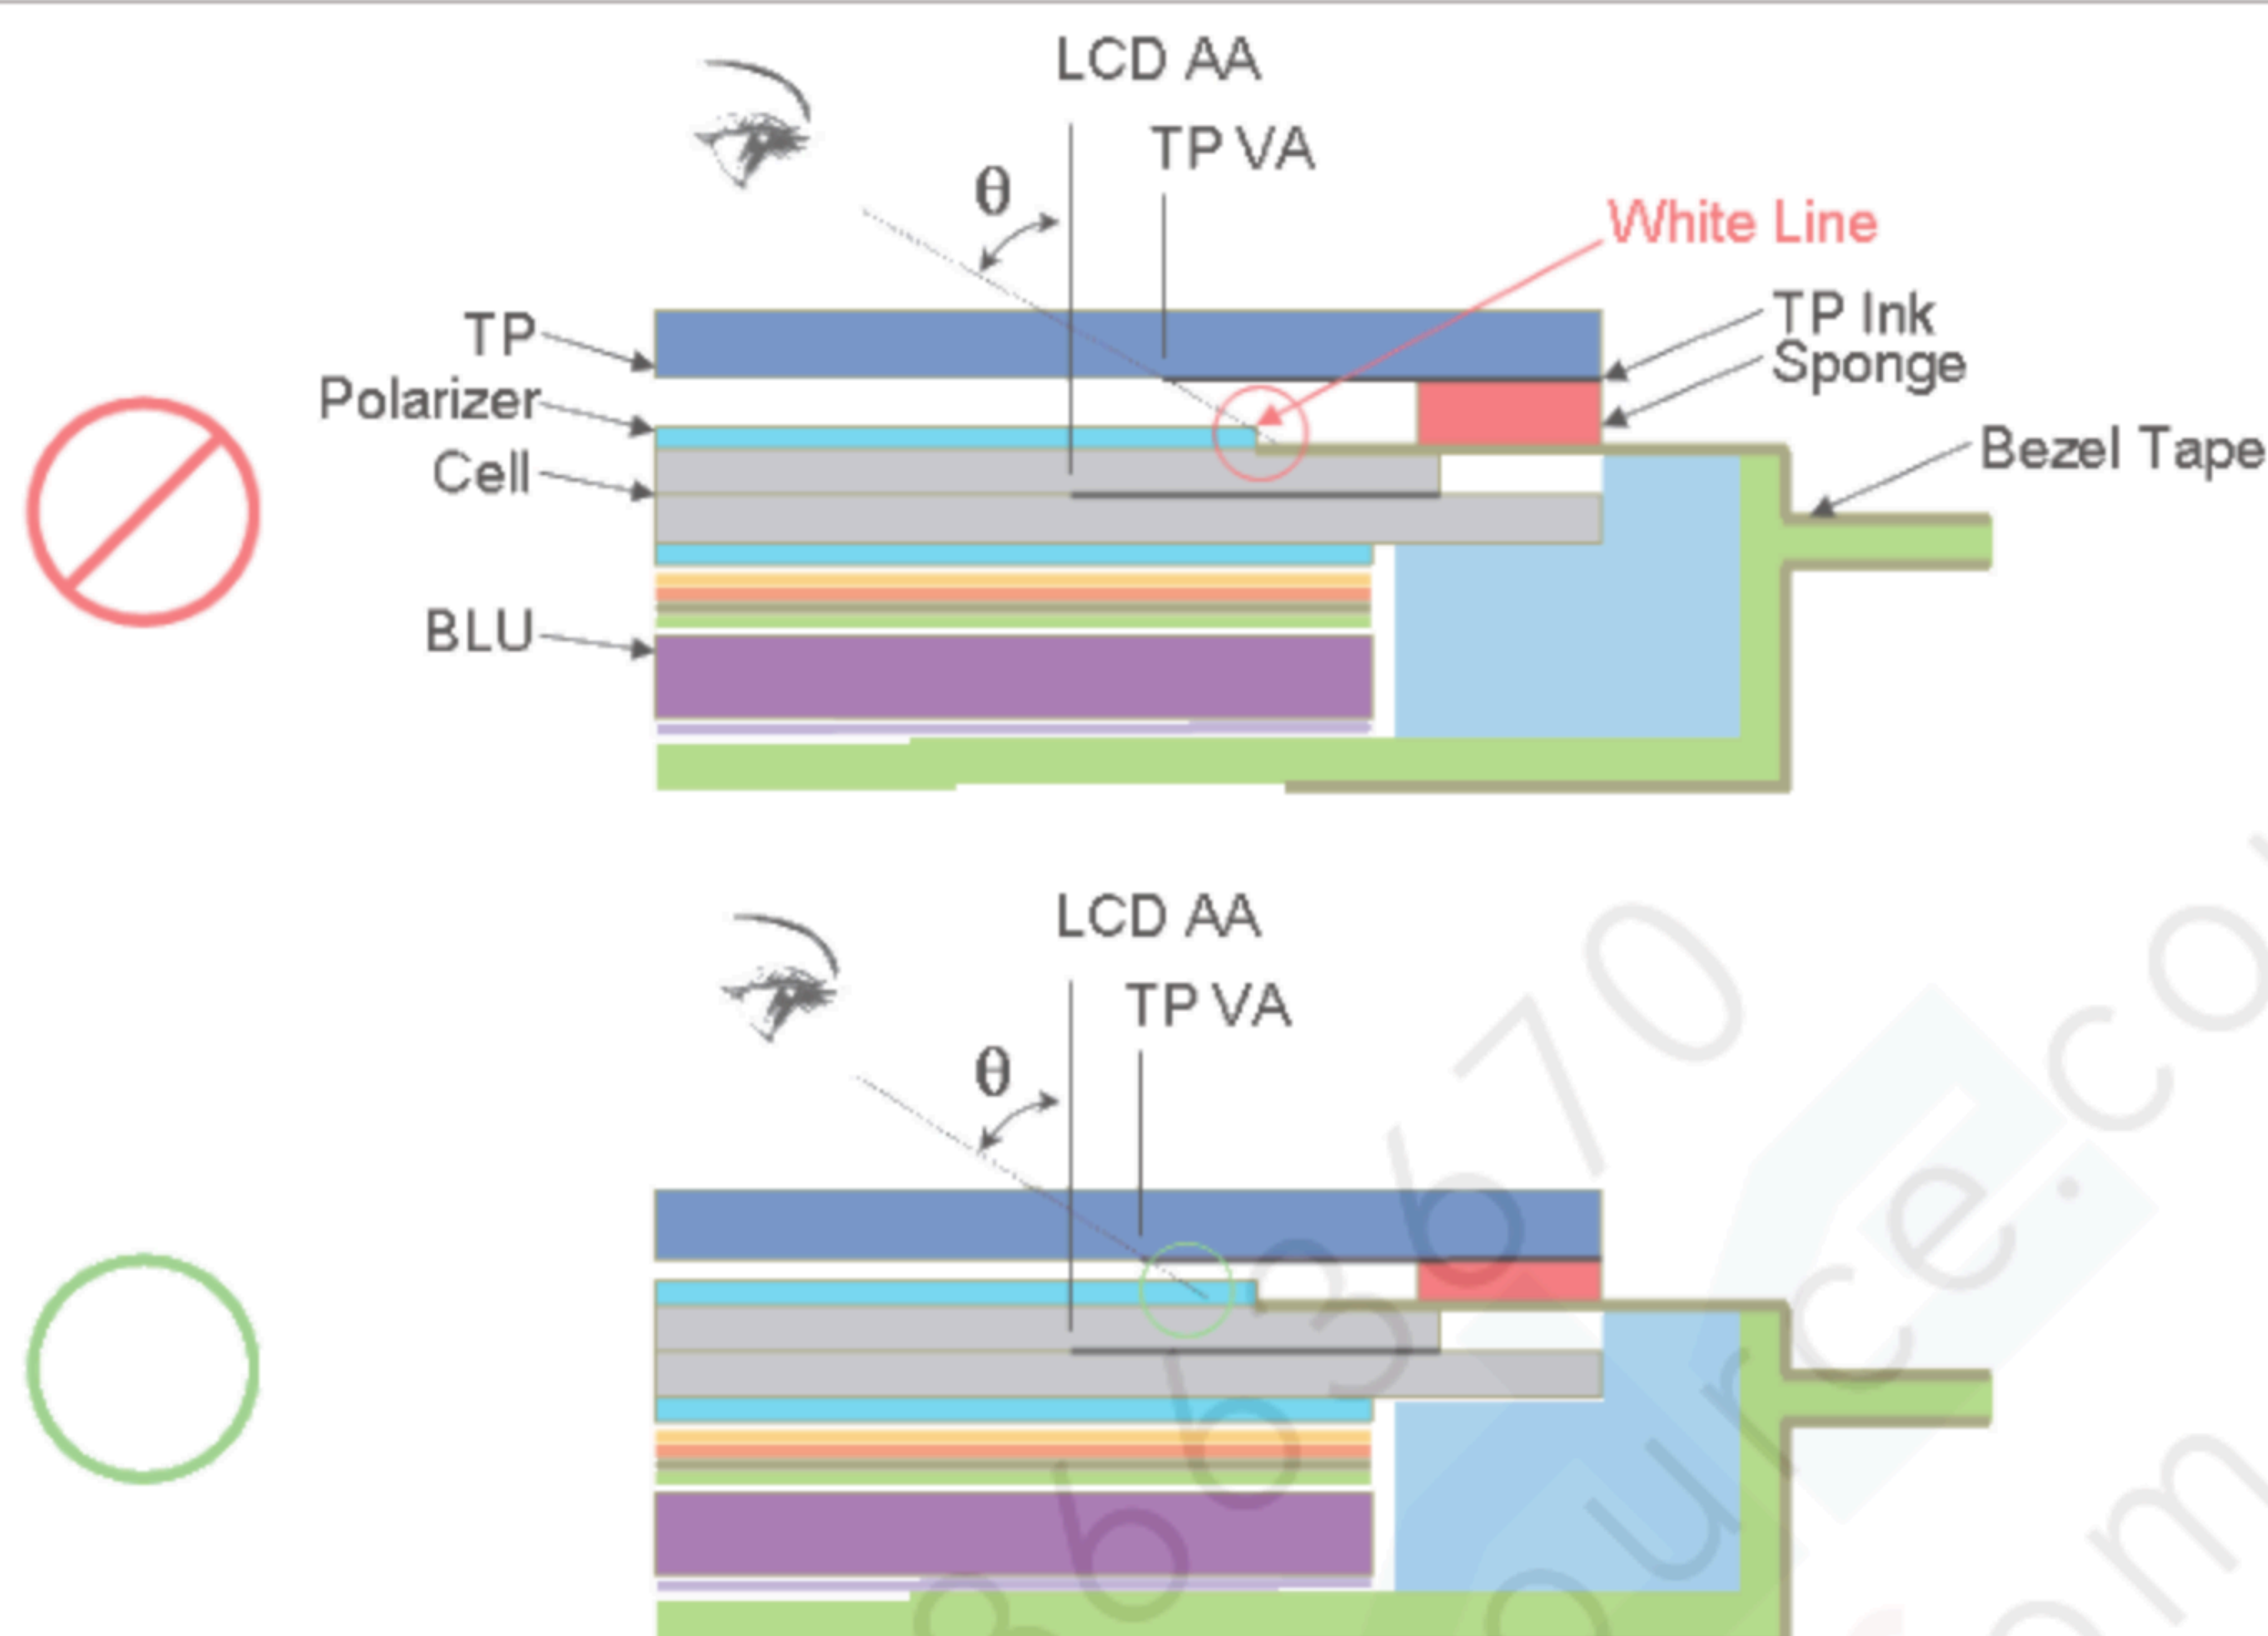 LCD AA
TP VA
θ
White Line
TP
TP Ink
Sponge
Polarizer
Bezel Tape
Cell
BLU
LCD AA
TP VA
θ